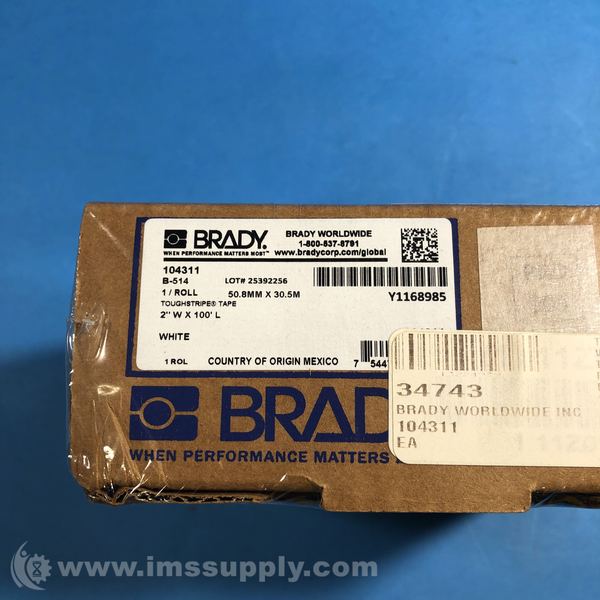 BRADY.
WHEN PERFORMANCE MATTERS MOST™
BRADY WORLDWIDE
1-800-537-8791
www.bradycorp.com/global
104311
B-514
LOT# 25392256
1 / ROLL
50.8MM X 30.5M
Y1168985
TOUGHSTRIPE® TAPE
2" W X 100' L
WHITE
1 ROL
COUNTRY OF ORIGIN MEXICO
7
BRADY
WHEN PERFORMANCE MATTERS
34743
BRADY WORLDWIDE INC
104311
EA
www.imssupply.com